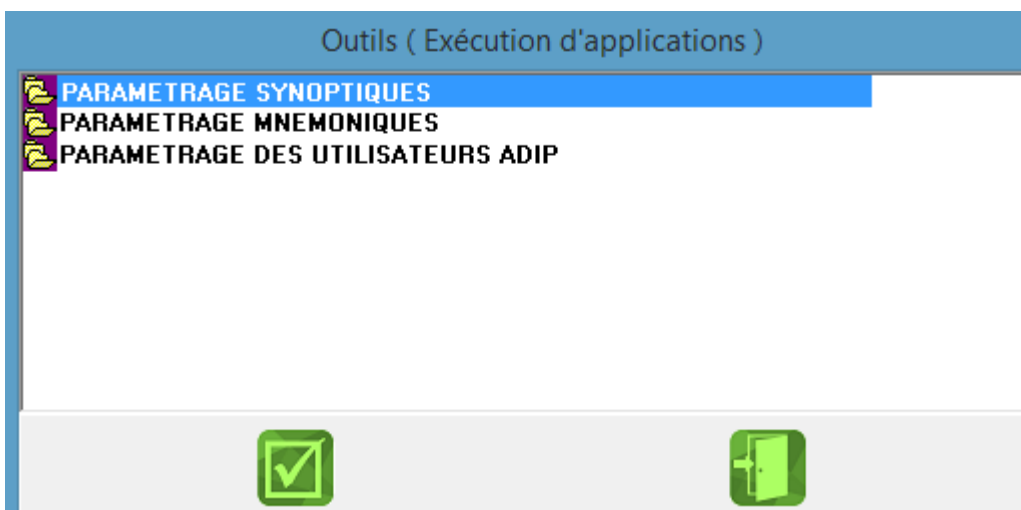 Outils ( Exécution d'applications )
PARAMETRAGE SYNOPTIQUES
PARAMETRAGE MNEMONIQUES
PARAMETRAGE DES UTILISATEURS ADIP